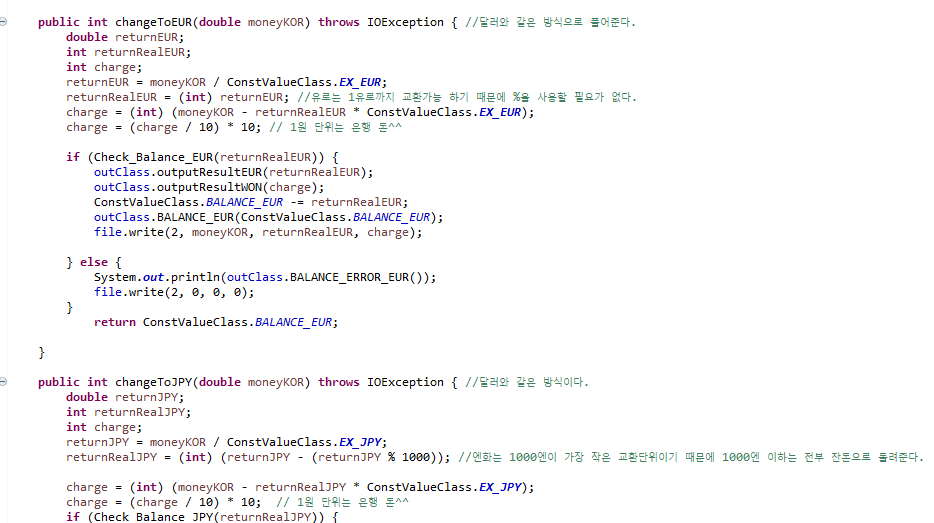 public int changeToEUR(double moneyKOR) throws IOException { //달러와 같은 방식으로 풀어준다.
double returnEUR;
int returnRealEUR;
int charge;
returnEUR = moneyKOR / ConstValueClass.EX_EUR;
returnRealEUR = (int) returnEUR; //유로는 1유로까지 교환가능 하기 때문에 %을 사용할 필요가 없다.
charge = (int) (moneyKOR - returnRealEUR * ConstValueClass.EX_EUR);
charge = (charge / 10) * 10; // 1원 단위는 은행 돈^^
if (Check_Balance_EUR(returnRealEUR)) {
outClass.outputResultEUR(returnRealEUR);
outClass.outputResultWON(charge);
ConstValueClass.BALANCE_EUR -= returnRealEUR;
outClass.BALANCE_EUR(ConstValueClass.BALANCE_EUR);
file.write(2, moneyKOR, returnRealEUR, charge);
} else {
System.out.println(outClass.BALANCE_ERROR_EUR());
file.write(2, 0, 0, 0);
}
return ConstValueClass.BALANCE_EUR;
}
public int changeToJPY(double moneyKOR) throws IOException { //달러와 같은 방식이다.
double returnJPY;
int returnRealJPY;
int charge;
returnJPY = moneyKOR / ConstValueClass.EX_JPY;
returnRealJPY = (int) (returnJPY - (returnJPY % 1000)); //엔화는 1000엔이 가장 작은 교환단위이기 때문에 1000엔 이하는 전부 잔돈으로 돌려준다.
charge = (int) (moneyKOR - returnRealJPY * ConstValueClass.EX_JPY);
charge = (charge / 10) * 10; // 1원 단위는 은행 돈^^
if (Check_Balance_JPY(returnRealJPY)) {